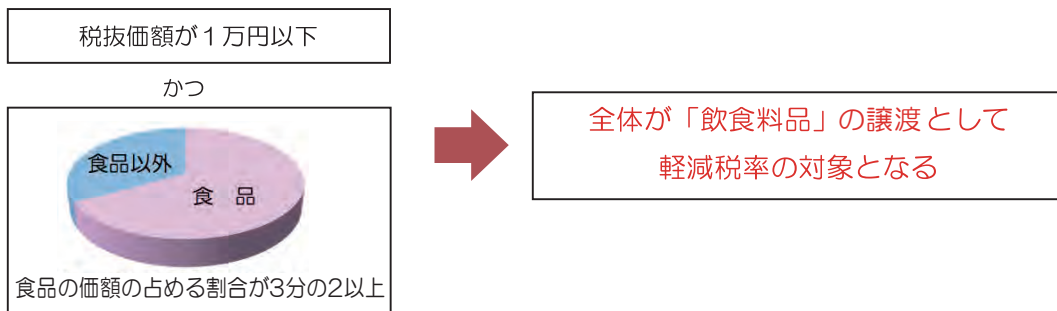 税抜価額が１万円以下
かつ
食品以外
食　品
食品の価額の占める割合が3分の2以上
全体が「飲食料品」の譲渡として
軽減税率の対象となる